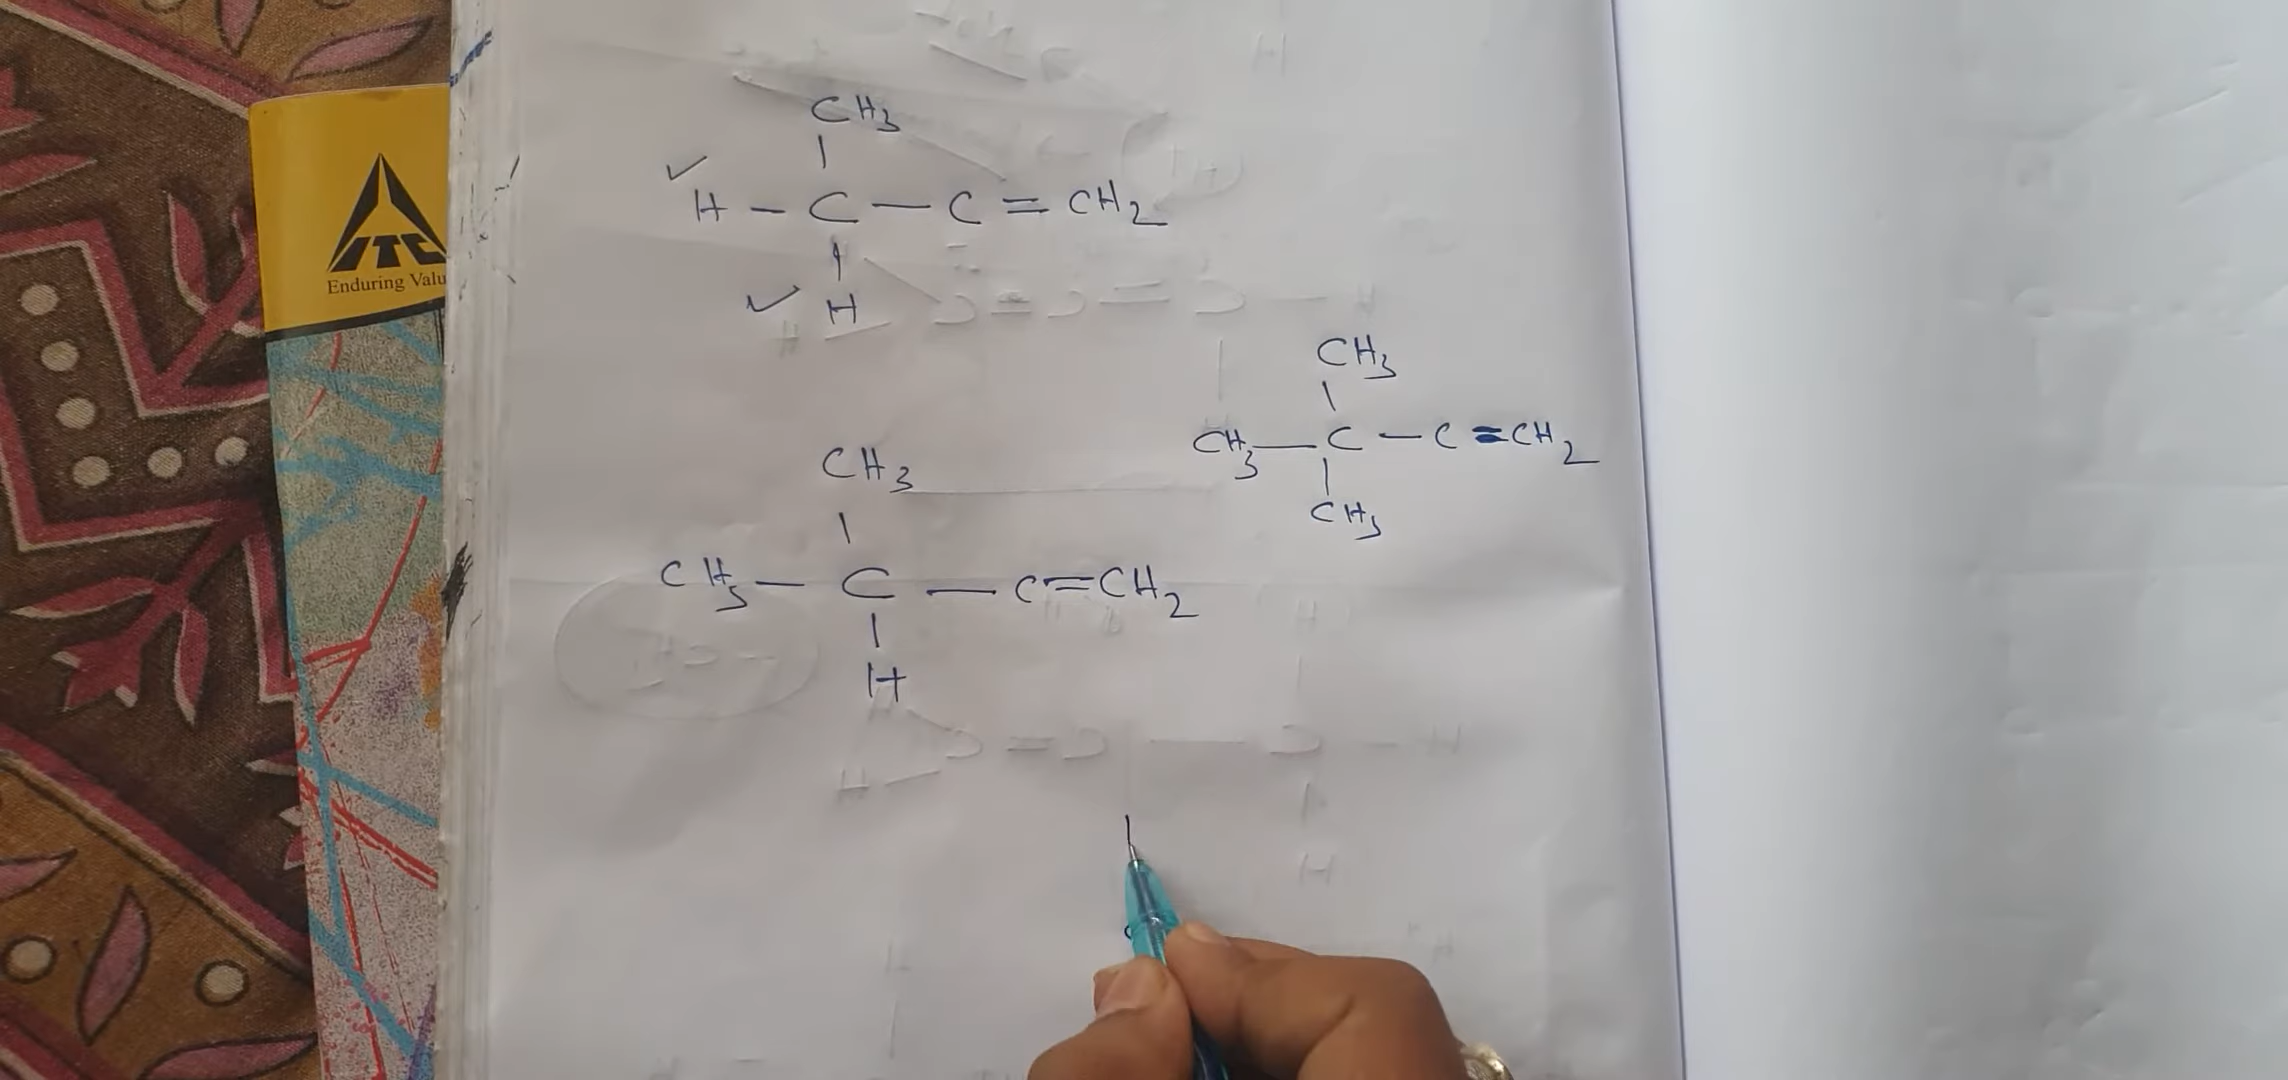 ITC
Enduring Valu
CH3
H - C - C = CH2
H
CH3
CH3 - C - C = CH2
CH3
CH3
CH3 - C - C = CH2
H